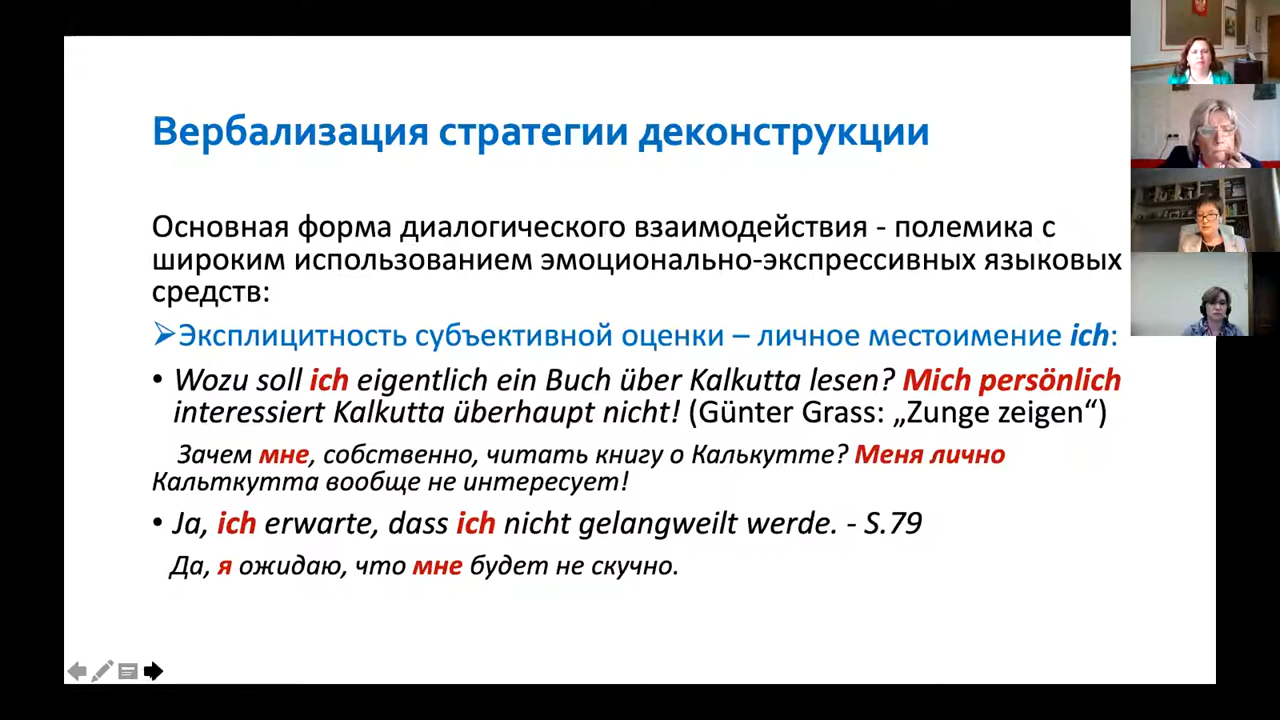 Вербализация стратегии деконструкции
Основная форма диалогического взаимодействия - полемика с
широким использованием эмоционально-экспрессивных языковых
средств:
➢Эксплицитность субъективной оценки – личное местоимение ich:
• Wozu soll ich eigentlich ein Buch über Kalkutta lesen? Mich persönlich
interessiert Kalkutta überhaupt nicht! (Günter Grass: „Zunge zeigen“)
Зачем мне, собственно, читать книгу о Калькутте? Меня лично
Кальткутта вообще не интересует!
• Ja, ich erwarte, dass ich nicht gelangweilt werde. - S.79
Да, я ожидаю, что мне будет не скучно.